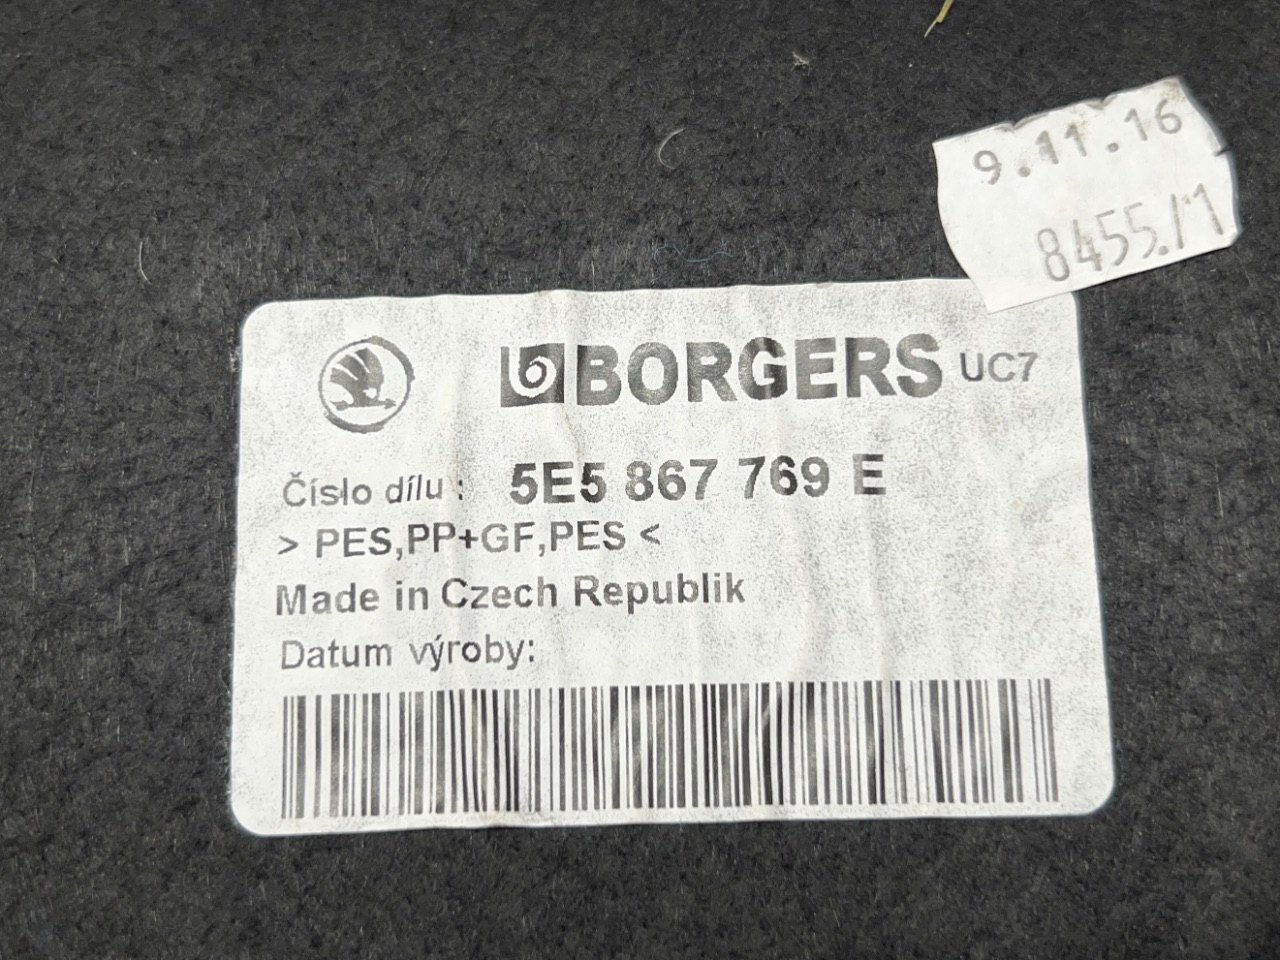 9.11.16
8455./1
BORGERS UC7
Číslo dílu: 5E5 867 769 E
> PES,PP+GF,PES <
Made in Czech Republik
Datum výroby: